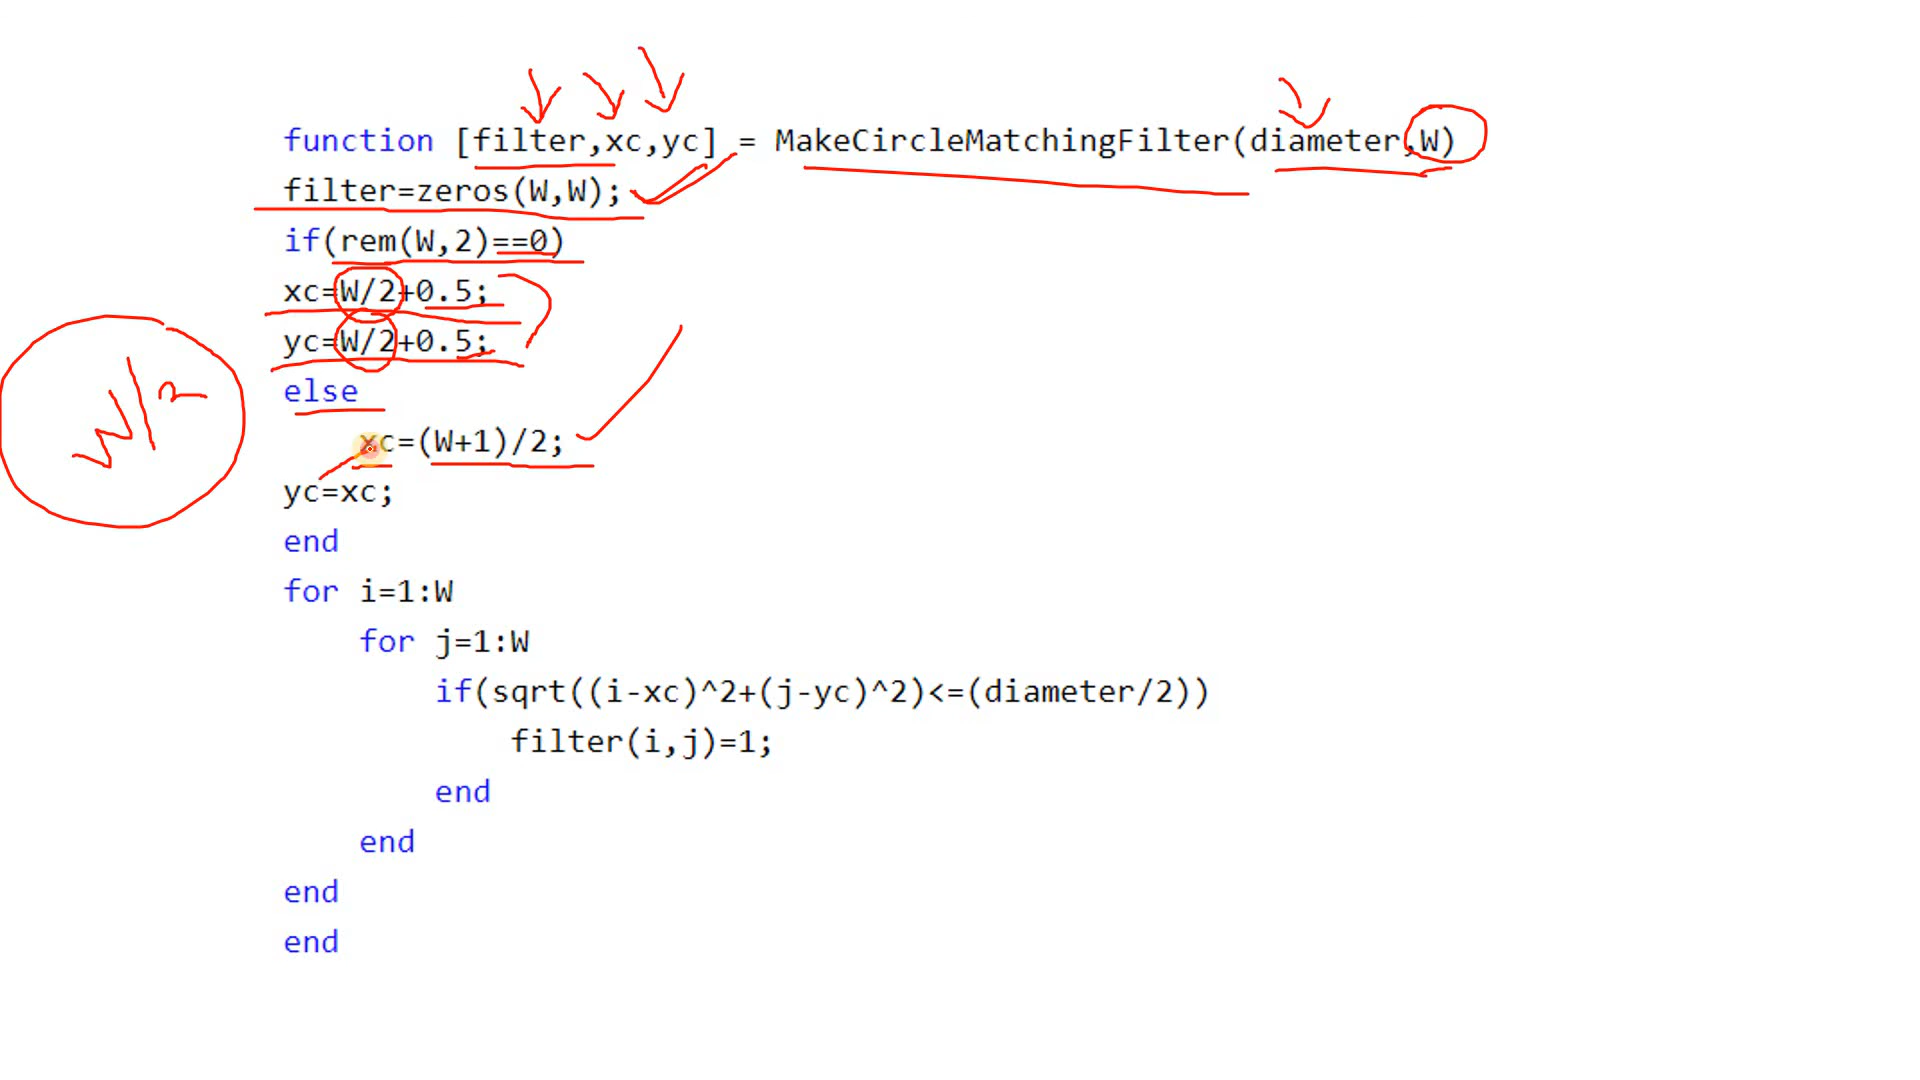 function [filter,xc,yc] = MakeCircleMatchingFilter(diameter,W)
filter=zeros(W,W);
if(rem(W,2)==0)
xc=W/2+0.5;
yc=W/2+0.5;
else
xc=(W+1)/2;
W/2
yc=xc;
end
for i=1:W
for j=1:W
if(sqrt((i-xc)^2+(j-yc)^2)<=(diameter/2))
filter(i,j)=1;
end
end
end
end